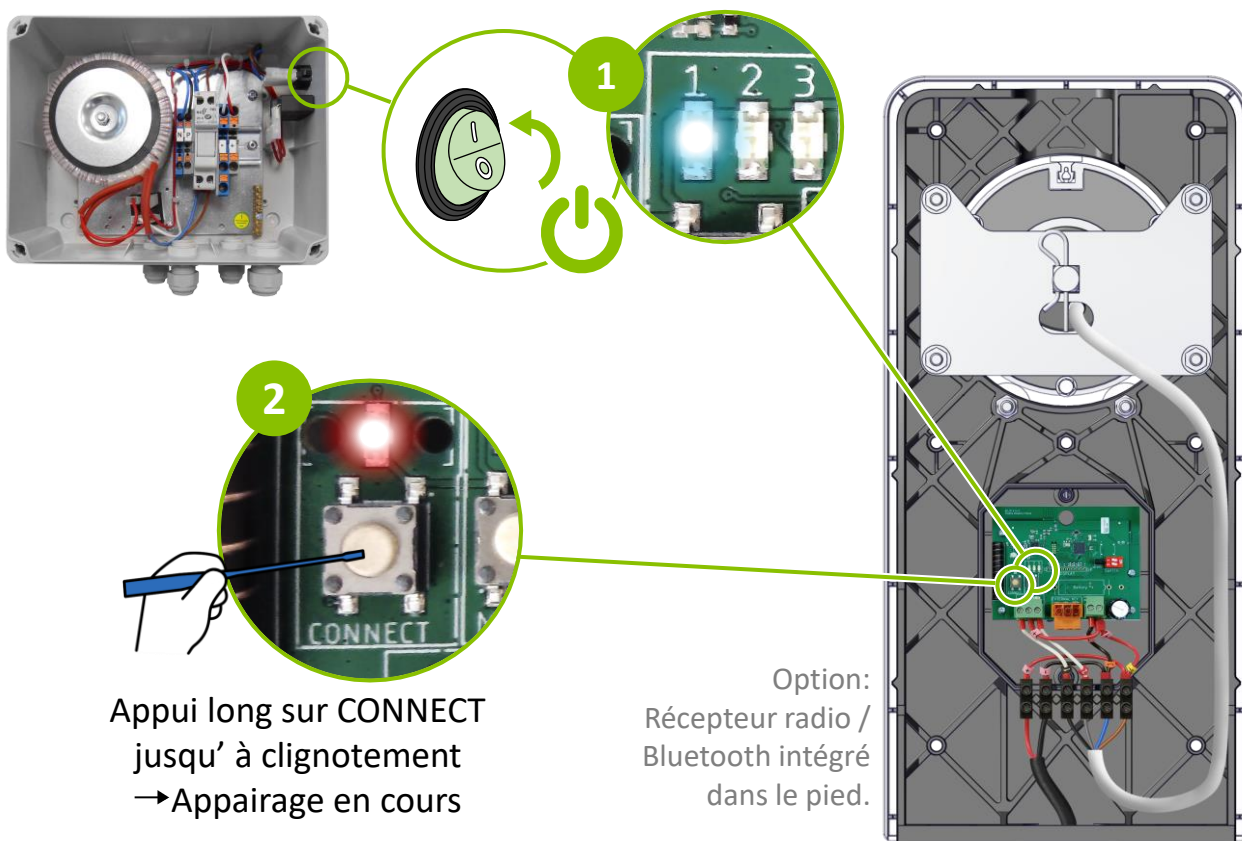 1
1 2 3
2
CONNECT
Appui long sur CONNECT
jusqu’ à clignotement
→Appairage en cours
Option:
Récepteur radio /
Bluetooth intégré
dans le pied.